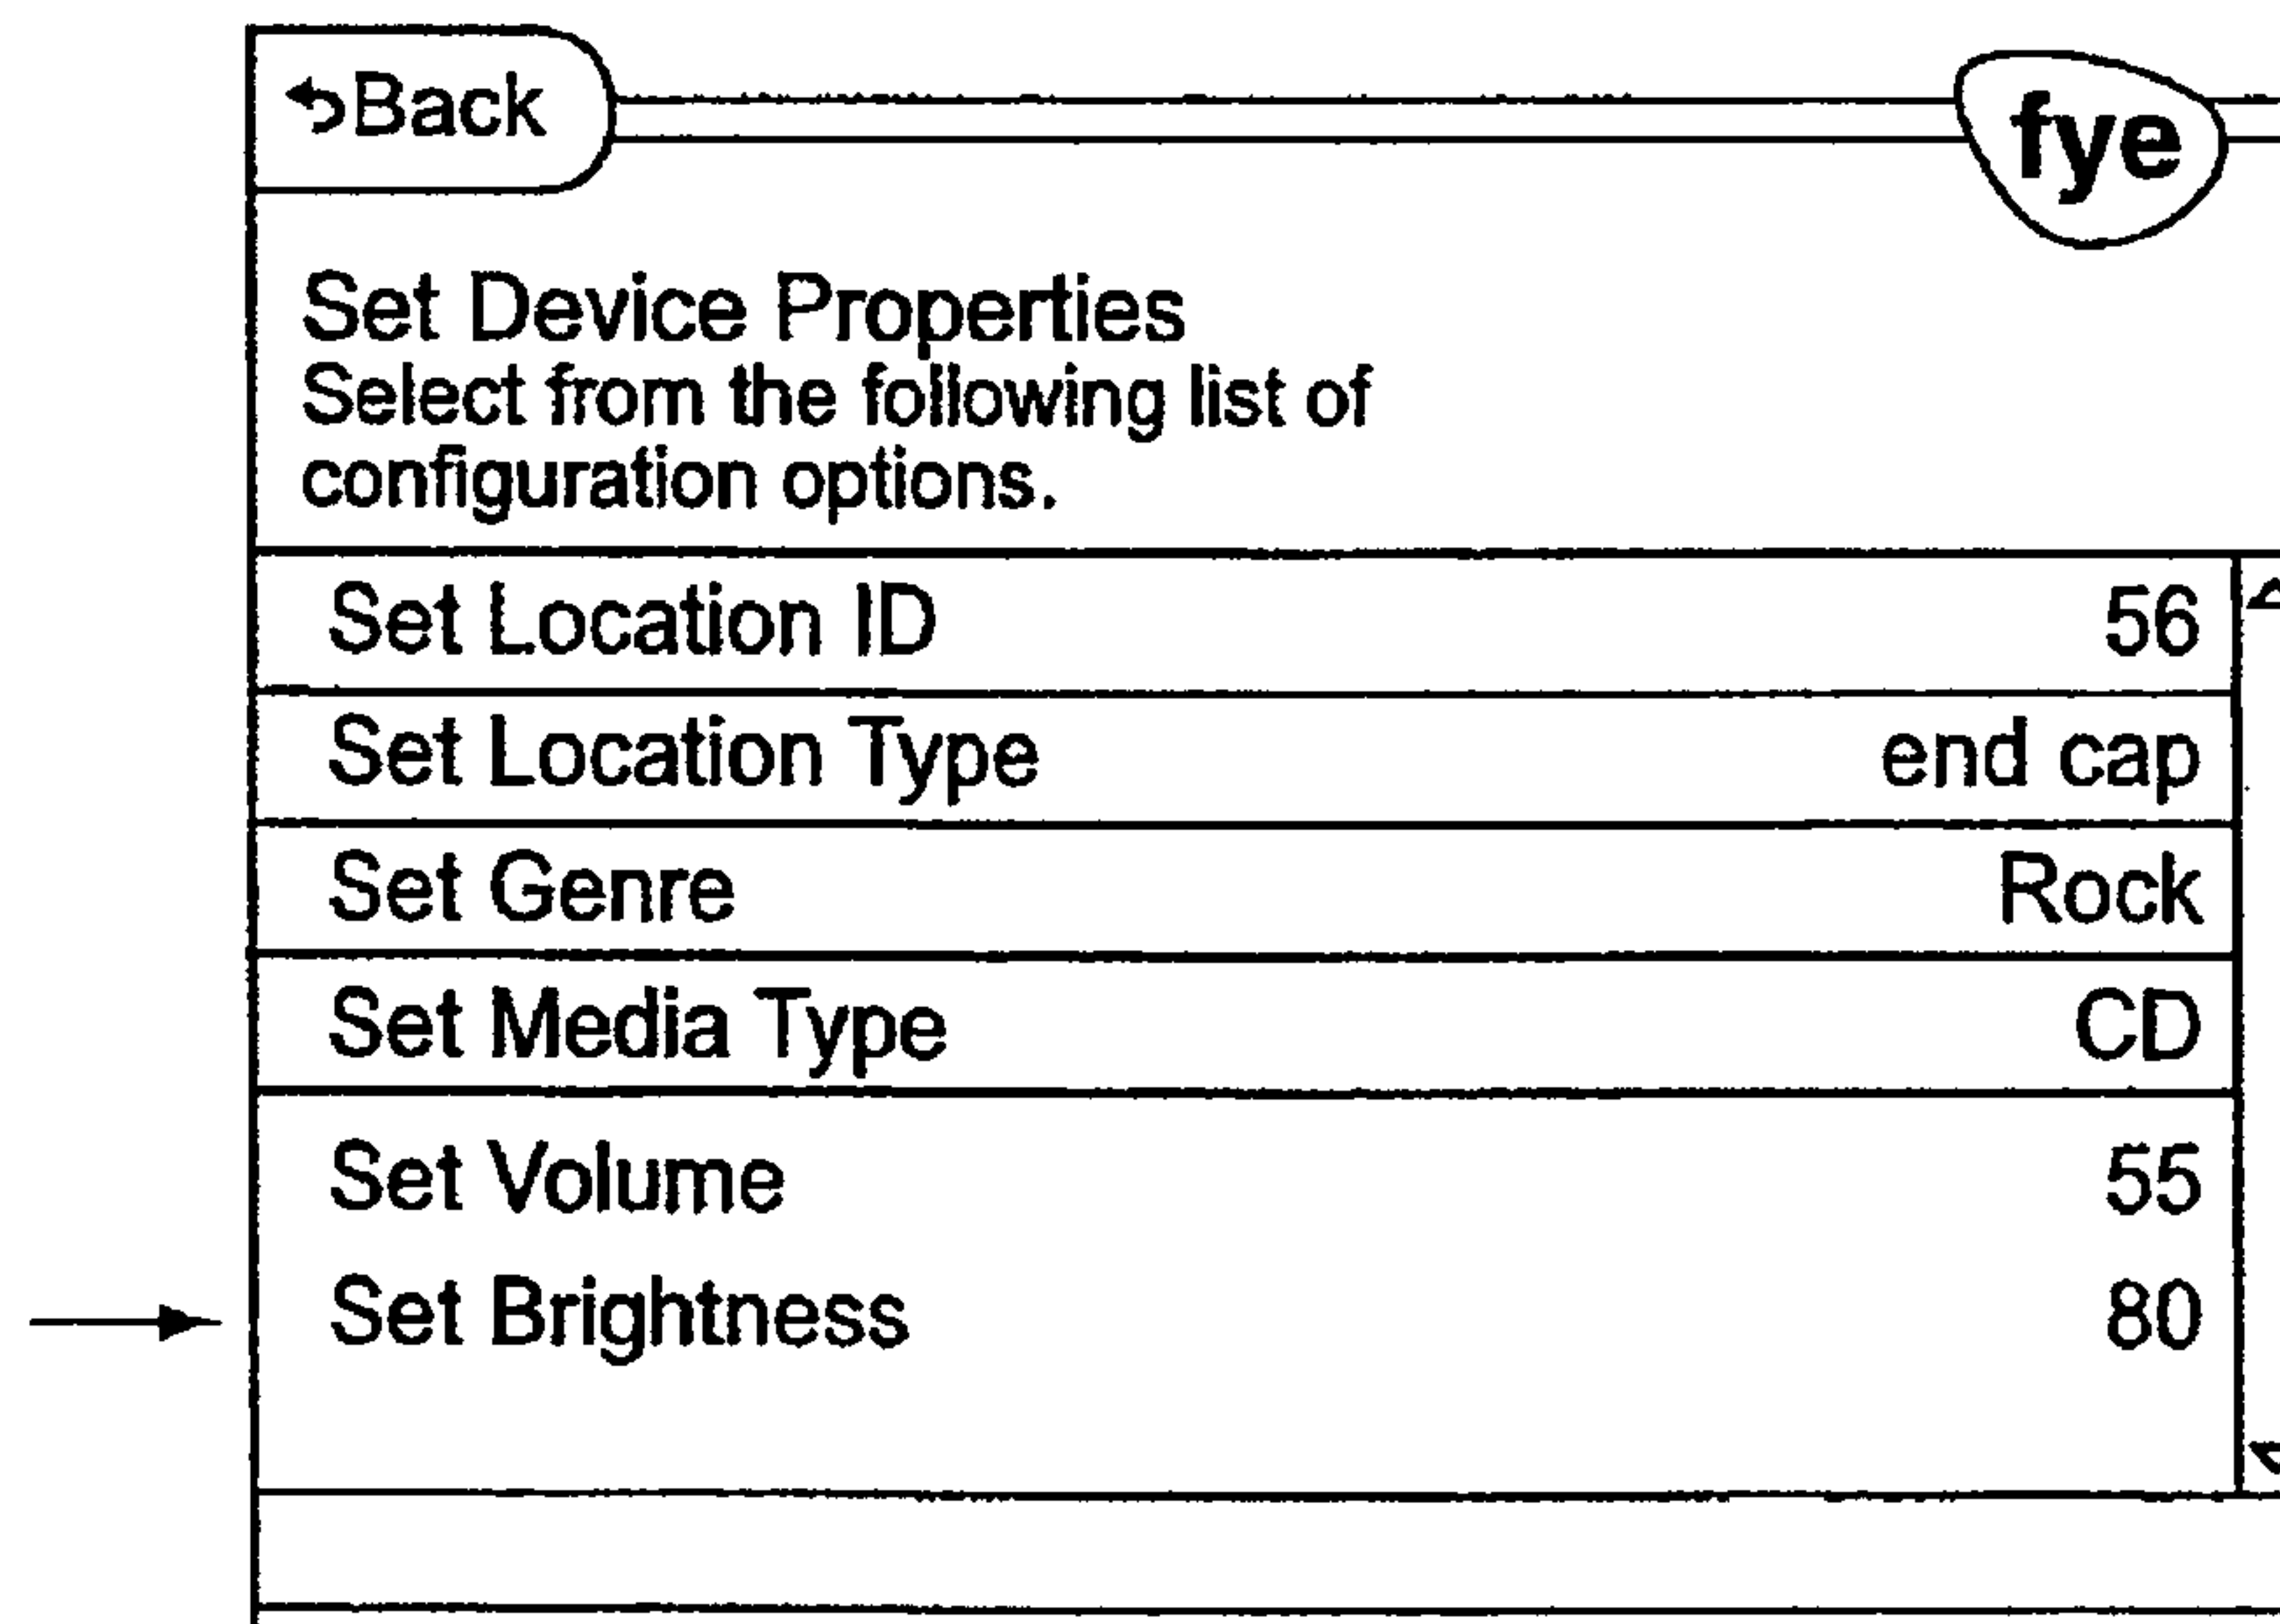 Back
fye
Set Device Properties
Select from the following list of
configuration options.
Set Location ID 56
Set Location Type end cap
Set Genre Rock
Set Media Type CD
Set Volume 55
Set Brightness 80